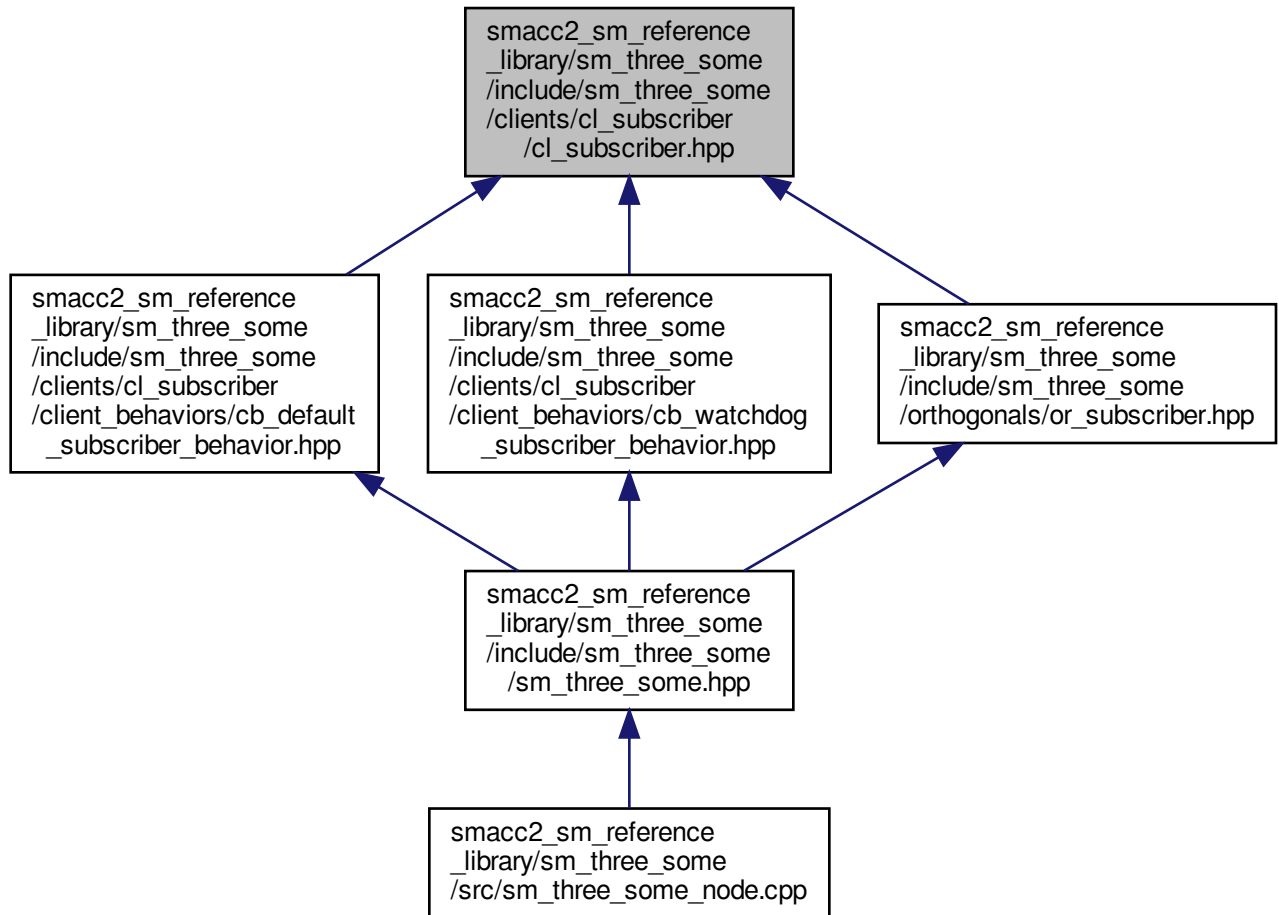 smacc2_sm_reference
_library/sm_three_some
/include/sm_three_some
/clients/cl_subscriber
/cl_subscriber.hpp
smacc2_sm_reference
_library/sm_three_some
/include/sm_three_some
/clients/cl_subscriber
/client_behaviors/cb_default
_subscriber_behavior.hpp
smacc2_sm_reference
_library/sm_three_some
/include/sm_three_some
/clients/cl_subscriber
/client_behaviors/cb_watchdog
_subscriber_behavior.hpp
smacc2_sm_reference
_library/sm_three_some
/include/sm_three_some
/orthogonals/or_subscriber.hpp
smacc2_sm_reference
_library/sm_three_some
/include/sm_three_some
/sm_three_some.hpp
smacc2_sm_reference
_library/sm_three_some
/src/sm_three_some_node.cpp